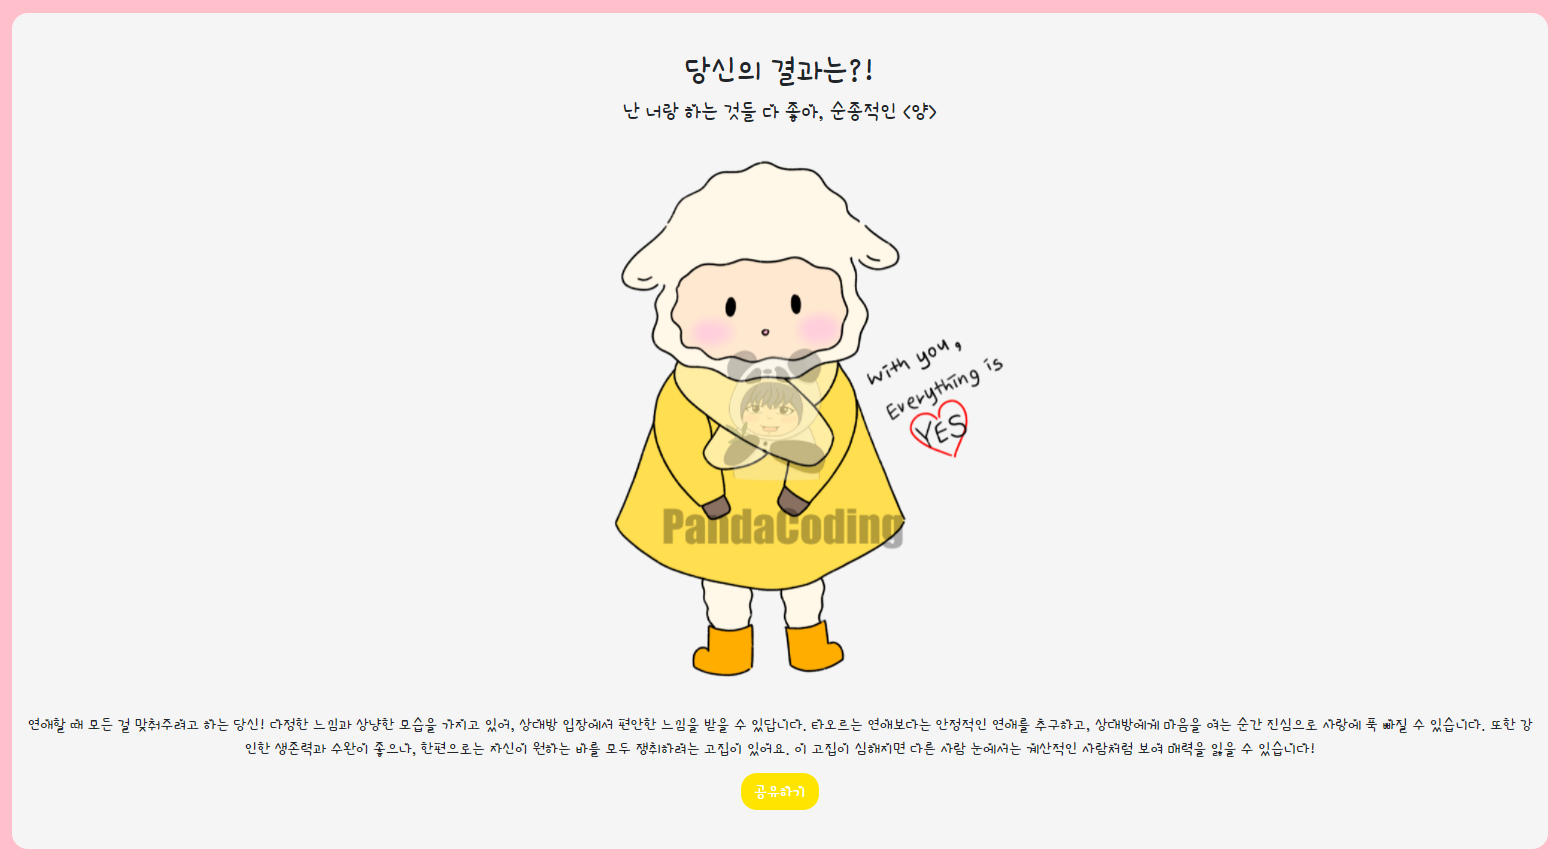 당신의 결과는?!
난 너랑 하는 것들 다 좋아, 순종적인 <양>
with you,
Everything is
YES
PandaCoding
연애할 때 모든 걸 맞춰주려고 하는 당신! 다정한 느낌과 상냥한 모습을 가지고 있어, 상대방 입장에서 편안한 느낌을 받을 수 있답니다. 타오르는 연애보다는 안정적인 연애를 추구하고, 상대방에게 마음을 여는 순간 진심으로 사랑에 푹 빠질 수 있습니다. 또한 강
인한 생존력과 수완이 좋으나, 한편으로는 자신이 원하는 바를 모두 쟁취하려는 고집이 있어요. 이 고집이 심해지면 다른 사람 눈에서는 계산적인 사람처럼 보여 매력을 잃을 수 있습니다!
공유하기